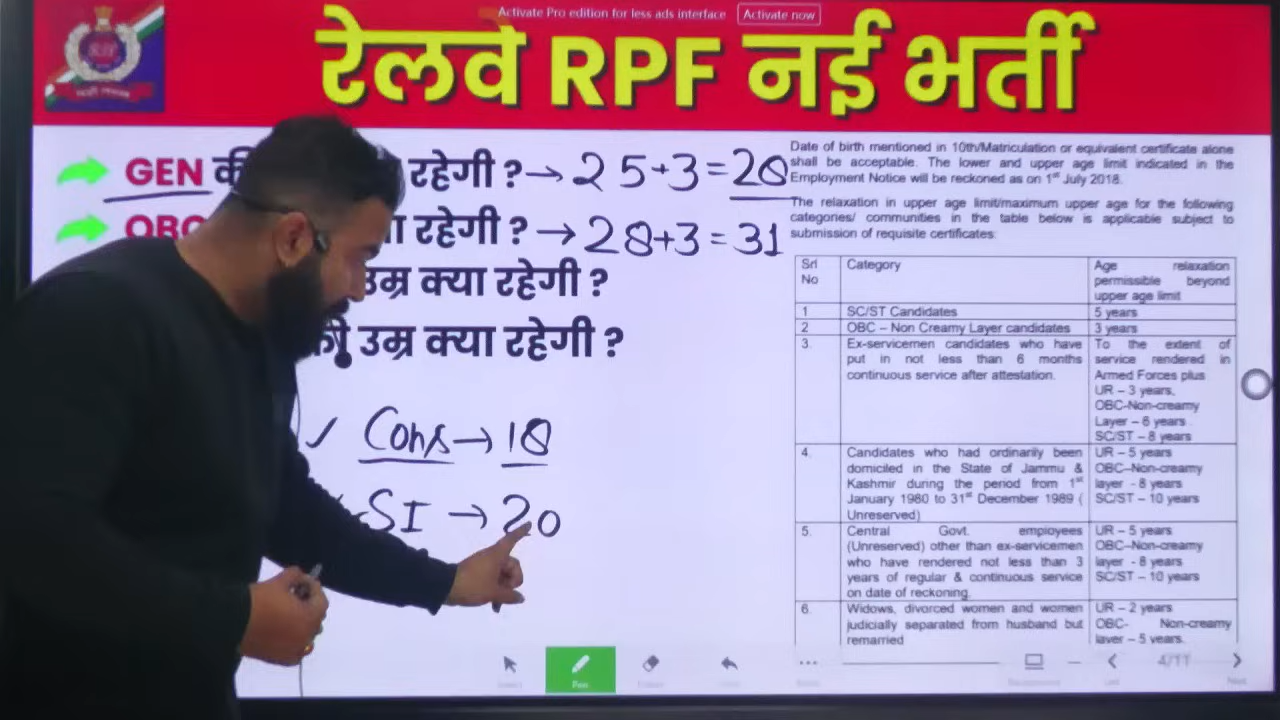 Activate Pro edition for less ads interface Activate now
रेलवे RPF नई भर्ती
GEN की रहेगी ? → 25+3=28
OBC रहेगी ? → 28+3=31
उम्र क्या रहेगी ?
की उम्र क्या रहेगी ?
✓ Cons → 18
SI → 20
Date of birth mentioned in 10th/Matriculation or equivalent certificate alone
shall be acceptable. The lower and upper age limit indicated in the
Employment Notice will be reckoned as on 1st July 2018.
The relaxation in upper age limit/maximum upper age for the following
categories/ communities in the table below is applicable subject to
submission of requisite certificates:
Srl No Category Age relaxation permissible beyond upper age limit
1 SC/ST Candidates 5 years
2 OBC – Non Creamy Layer candidates 3 years
3. Ex-servicemen candidates who have To the extent of
put in not less than 6 months service rendered in
continuous service after attestation. Armed Forces plus
UR – 3 years,
OBC-Non-creamy
Layer – 6 years
SC/ST – 8 years
4. Candidates who had ordinarily been UR – 5 years
domiciled in the State of Jammu & OBC–Non-creamy
Kashmir during the period from 1st layer - 8 years
January 1980 to 31st December 1989 ( SC/ST – 10 years
Unreserved)
5. Central Govt. employees UR – 5 years
(Unreserved) other than ex-servicemen OBC–Non-creamy
who have rendered not less than 3 layer - 8 years
years of regular & continuous service SC/ST – 10 years
on date of reckoning.
6. Widows, divorced women and women UR – 2 years
judicially separated from husband but OBC- Non-creamy
remarried layer – 5 years.
Pen 4/11